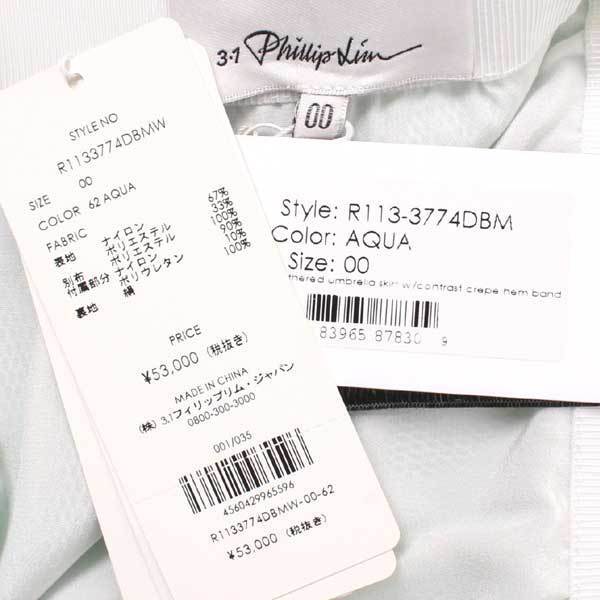 3.1 Phillip Lim
00
STYLE NO
R1133774DBMW
SIZE 00
COLOR 62 AQUA
FABRIC
表地 ナイロン 67%
ポリエステル 33%
別布 ポリエステル 100%
付属部分 ナイロン 90%
ポリウレタン 10%
裏地 絹 100%
PRICE
¥53,000 (税抜き)
MADE IN CHINA
(株) 3.1フィリップリム・ジャパン
0800-300-3000
001/035
4560429965596
R1133774DBMW-00-62
¥53,000 (税抜き)
Style: R113-3774DBM
Color: AQUA
Size: 00
thered umbrella skirt w/contrast crepe hem band
83965 87830 9